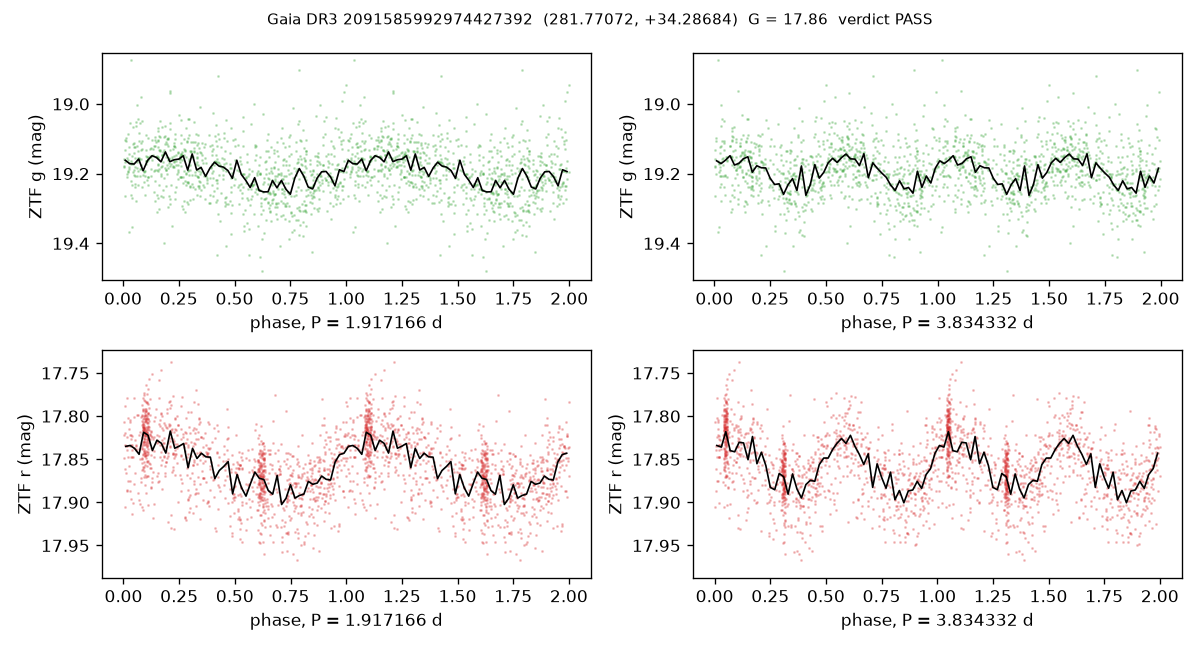 Gaia DR3 2091585992974427392 (281.77072, +34.28684) G = 17.86 verdict PASS
ZTF g (mag)
19.0
19.2
19.4
0.00 0.25 0.50 0.75 1.00 1.25 1.50 1.75 2.00
phase, P = 1.917166 d
ZTF g (mag)
19.0
19.2
19.4
0.00 0.25 0.50 0.75 1.00 1.25 1.50 1.75 2.00
phase, P = 3.834332 d
ZTF r (mag)
17.75
17.80
17.85
17.90
17.95
0.00 0.25 0.50 0.75 1.00 1.25 1.50 1.75 2.00
phase, P = 1.917166 d
ZTF r (mag)
17.75
17.80
17.85
17.90
17.95
0.00 0.25 0.50 0.75 1.00 1.25 1.50 1.75 2.00
phase, P = 3.834332 d